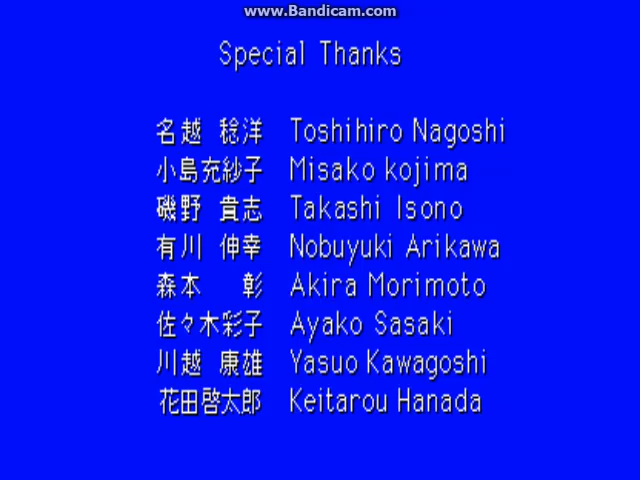 www.Bandicam.com
Special Thanks
名越 稔洋 Toshihiro Nagoshi
小島充紗子 Misako kojima
磯野 貴志 Takashi Isono
有川 伸幸 Nobuyuki Arikawa
森本 彰 Akira Morimoto
佐々木彩子 Ayako Sasaki
川越 康雄 Yasuo Kawagoshi
花田啓太郎 Keitarou Hanada